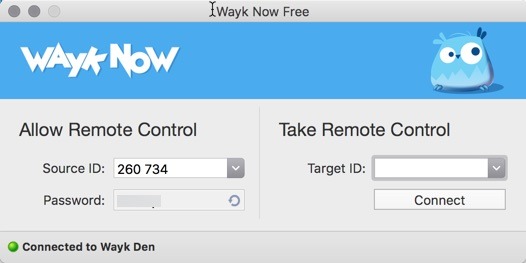 Wayk Now Free
WAYK NOW
Allow Remote Control
Source ID: 260 734
Password:
Take Remote Control
Target ID:
Connect
Connected to Wayk Den